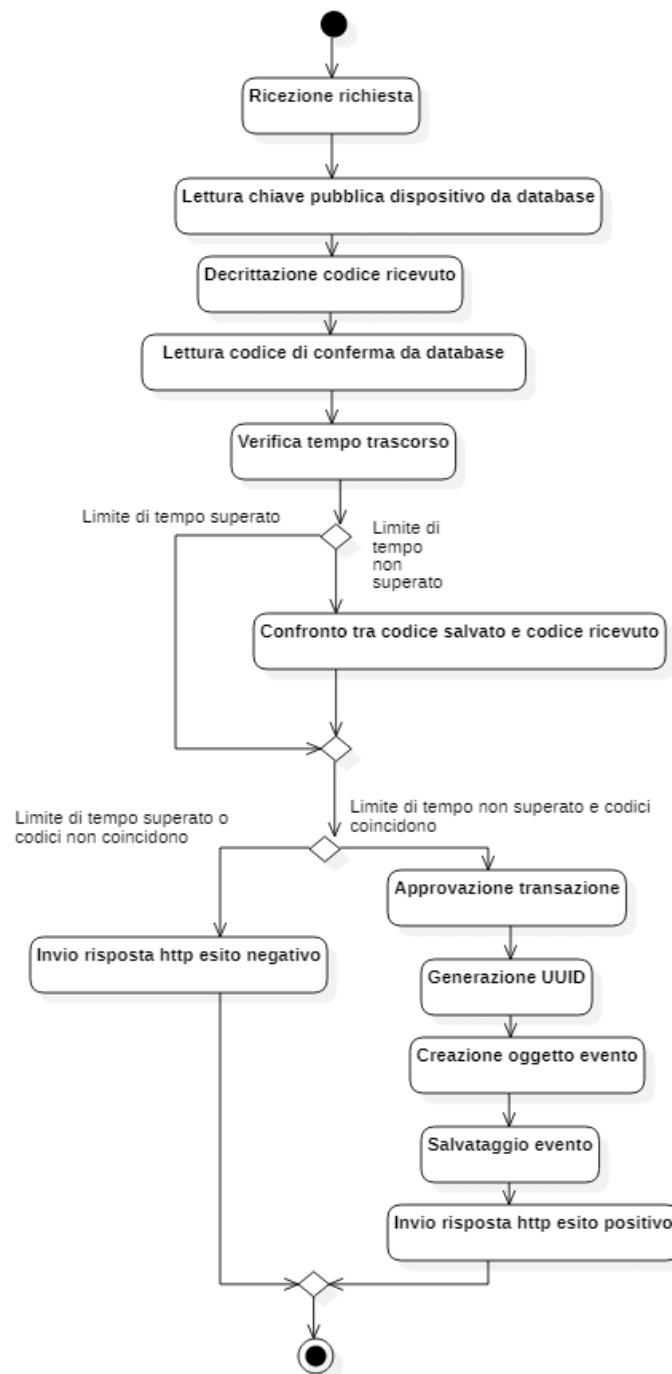 Ricezione richiesta
Lettura chiave pubblica dispositivo da database
Decrittazione codice ricevuto
Lettura codice di conferma da database
Verifica tempo trascorso
Limite di tempo superato
Limite di
tempo
non
superato
Confronto tra codice salvato e codice ricevuto
Limite di tempo superato o
codici non coincidono
Limite di tempo non superato e codici
coincidono
Approvazione transazione
Invio risposta http esito negativo
Generazione UUID
Creazione oggetto evento
Salvataggio evento
Invio risposta http esito positivo